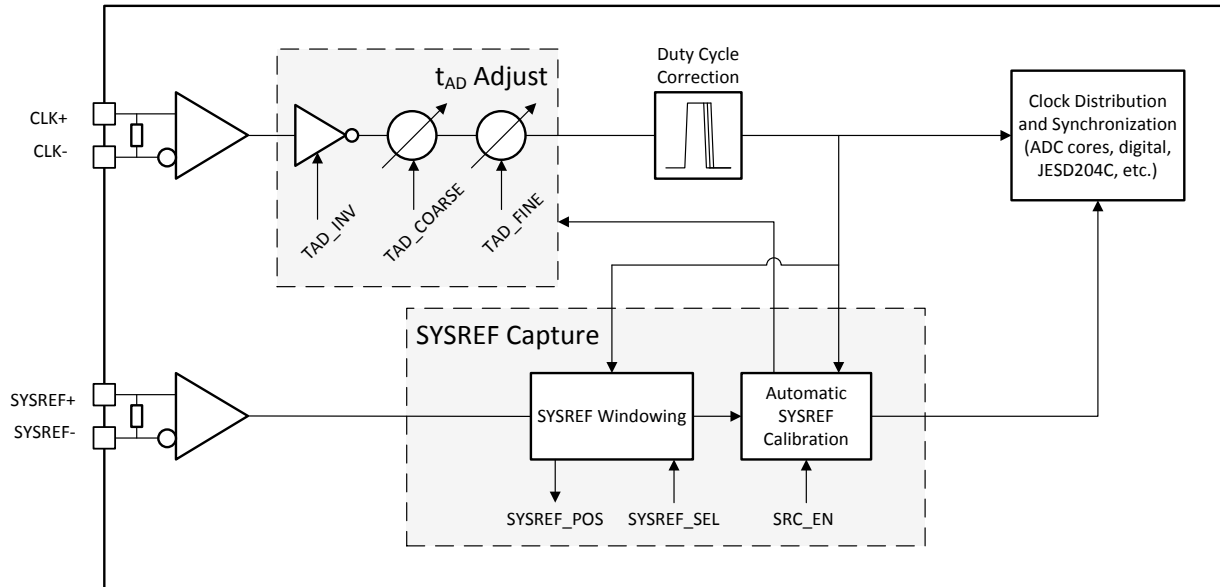 Duty Cycle
Correction
tAD Adjust
CLK+
CLK-
Clock Distribution
and Synchronization
(ADC cores, digital,
JESD204C, etc.)
TAD_INV
TAD_COARSE
TAD_FINE
SYSREF Capture
SYSREF+
SYSREF-
SYSREF Windowing
Automatic
SYSREF
Calibration
SYSREF_POS
SYSREF_SEL
SRC_EN